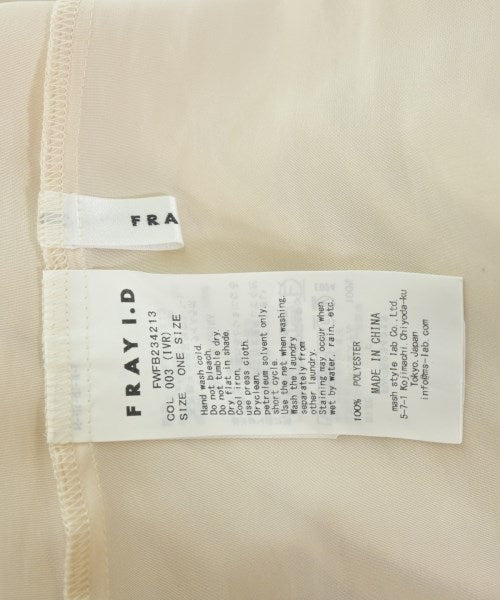 FRA
FRAY I.D
FWFB234213
COL 003 (IVR)
SIZE ONE SIZE
Hand wash cold.
Do not bleach.
Do not tumble dry.
Dry flat in shade.
Cool iron.
use press cloth.
Dryclean
petroleum solvent only,
short cycle.
Use the net when washing.
Wash the laundry
separately from
other laundry.
Staining may occur when
wet by water, rain, etc.
100% POLYESTER
MADE IN CHINA
mash style lab Co.,Ltd.
5-7-1 Kojimachi, Chiyoda-ku
Tokyo, Japan
info@ms-lab.com